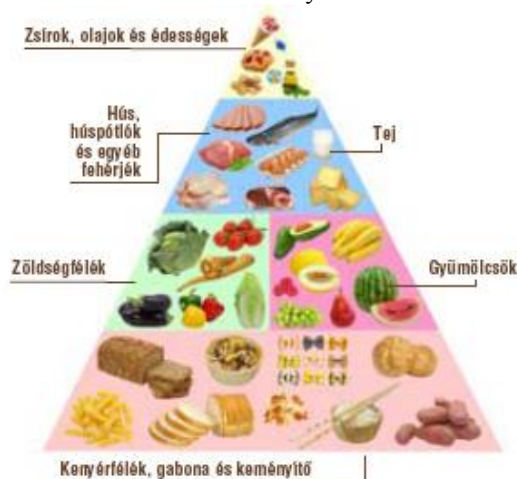 Zsírok, olajok és édességek
Hús,
húspótlók
és egyéb
fehérjék
Tej
Zöldségfélék
Gyümölcsök
Kenyérfélék, gabona és keményítő